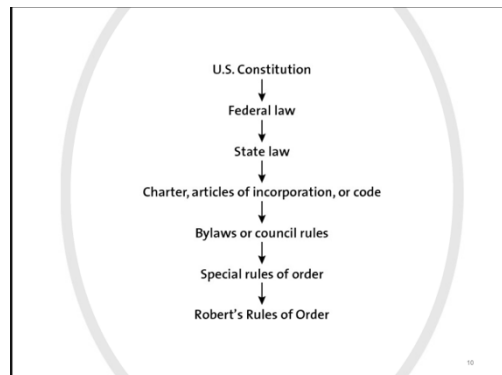 U.S. Constitution
Federal law
State law
Charter, articles of incorporation, or code
Bylaws or council rules
Special rules of order
Robert's Rules of Order
10